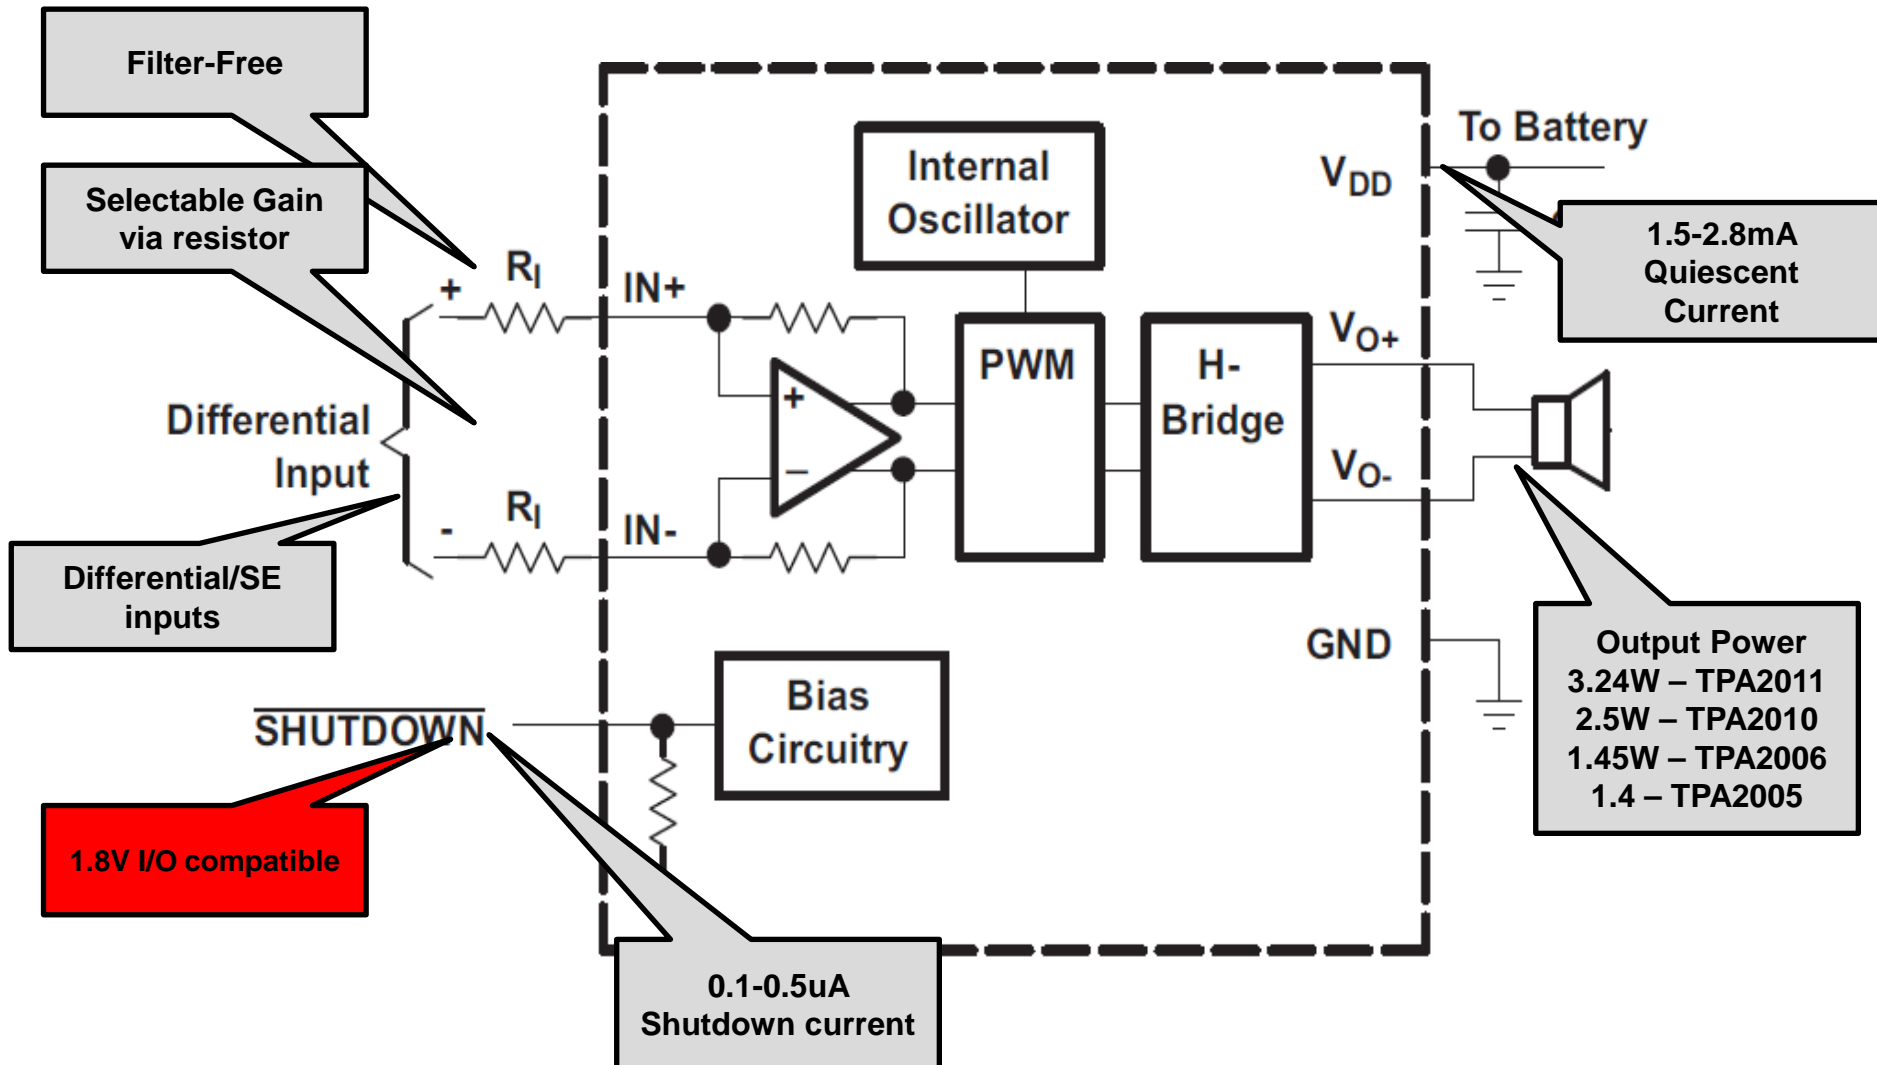 Filter-Free
Selectable Gain
via resistor
Differential
Input
Differential/SE
inputs
SHUTDOWN
1.8V I/O compatible
+
RI
IN+
-
RI
IN-
Internal
Oscillator
+
–
PWM
H-
Bridge
Bias
Circuitry
0.1-0.5uA
Shutdown current
To Battery
VDD
1.5-2.8mA
Quiescent
Current
VO+
VO-
GND
Output Power
3.24W – TPA2011
2.5W – TPA2010
1.45W – TPA2006
1.4 – TPA2005